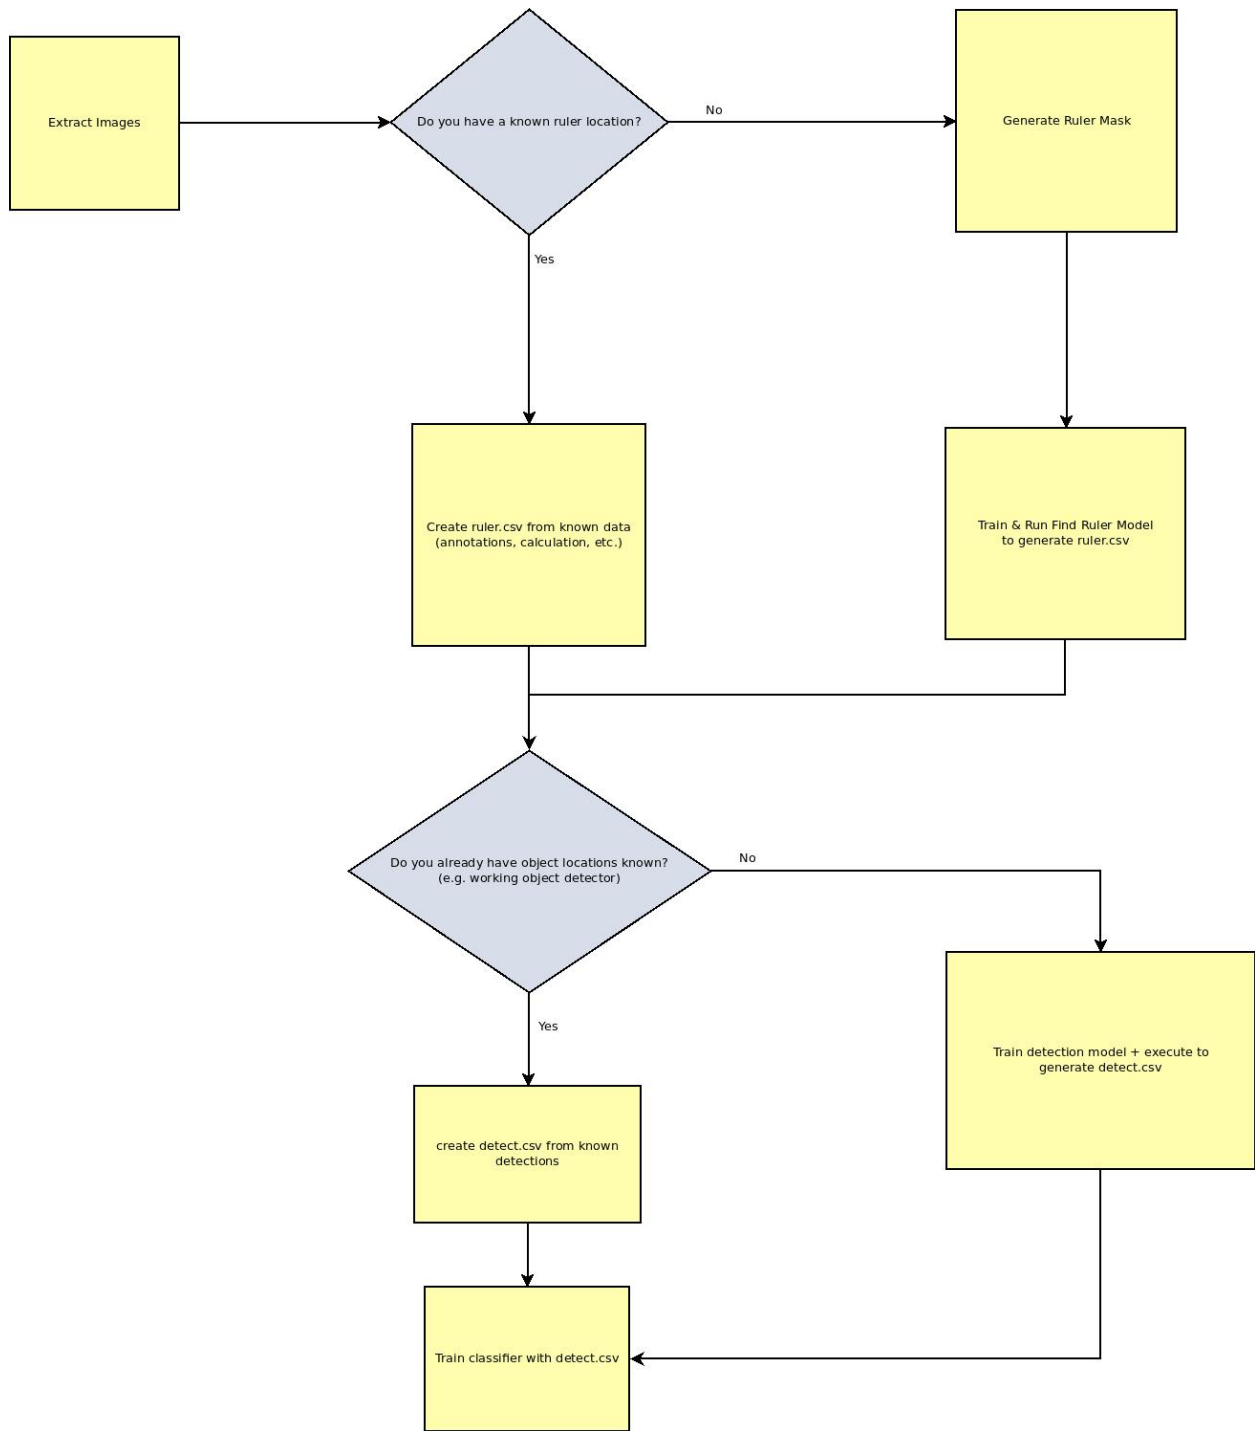 Extract Images
Do you have a known ruler location?
No
Generate Ruler Mask
Yes
Create ruler.csv from known data
(annotations, calculation, etc.)
Train & Run Find Ruler Model
to generate ruler.csv
Do you already have object locations known?
(e.g. working object detector)
No
Yes
Train detection model + execute to
generate detect.csv
create detect.csv from known
detections
Train classifier with detect.csv